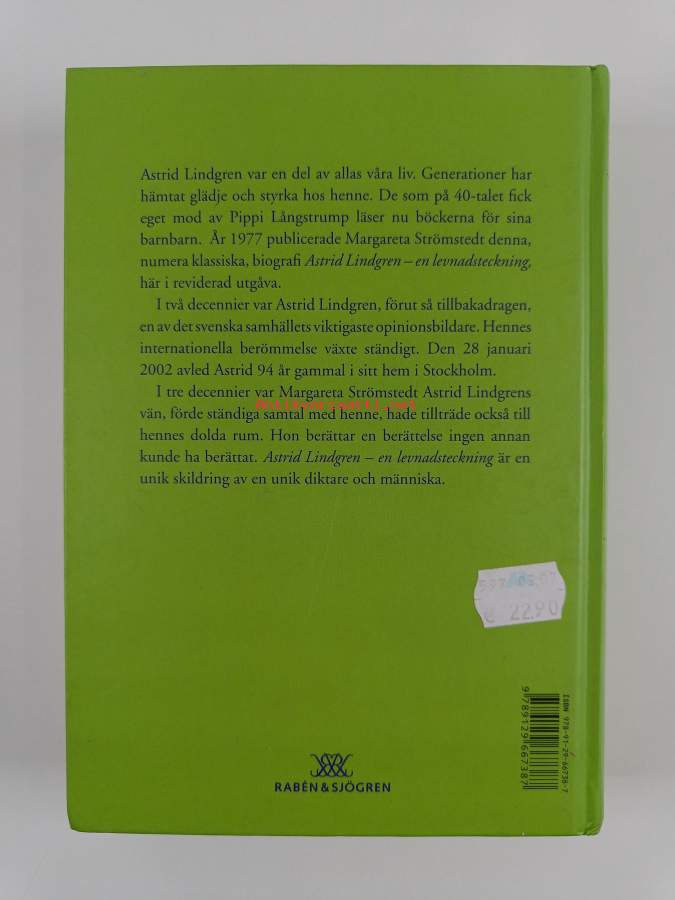 Astrid Lindgren var en del av allas våra liv. Generationer har
hämtat glädje och styrka hos henne. De som på 40-talet fick
eget mod av Pippi Långstrump läser nu böckerna för sina
barnbarn. År 1977 publicerade Margareta Strömstedt denna,
numera klassiska, biografi Astrid Lindgren – en levnadsteckning,
här i reviderad utgåva.
I två decennier var Astrid Lindgren, förut så tillbakadragen,
en av det svenska samhällets viktigaste opinionsbildare. Hennes
internationella berömmelse växte ständigt. Den 28 januari
2002 avled Astrid 94 år gammal i sitt hem i Stockholm.
I tre decennier var Margareta Strömstedt Astrid Lindgrens
vän, förde ständiga samtal med henne, hade tillträde också till
hennes dolda rum. Hon berättar en berättelse ingen annan
kunde ha berättat. Astrid Lindgren – en levnadsteckning är en
unik skildring av en unik diktare och människa.
€ 22,90
ISBN 978-91-29-66738-7
9 789129 667387
RABÉN & SJÖGREN